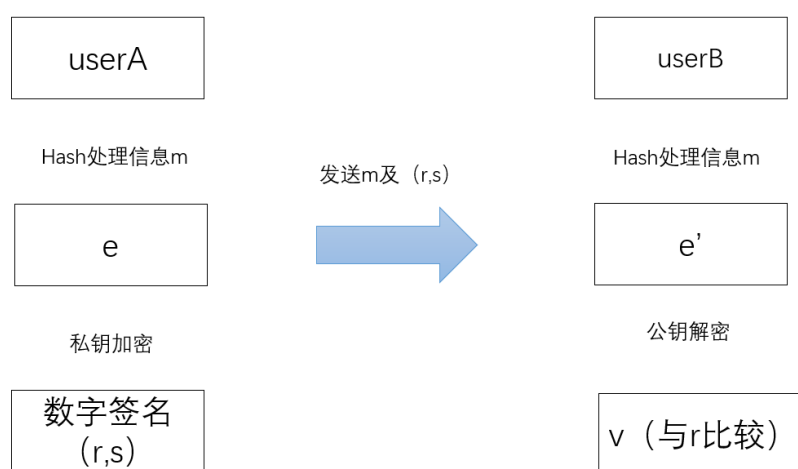 userA
userB
Hash处理信息m
Hash处理信息m
发送m及（r,s）
e
e’
私钥加密
公钥解密
数字签名
（r,s）
v（与r比较）